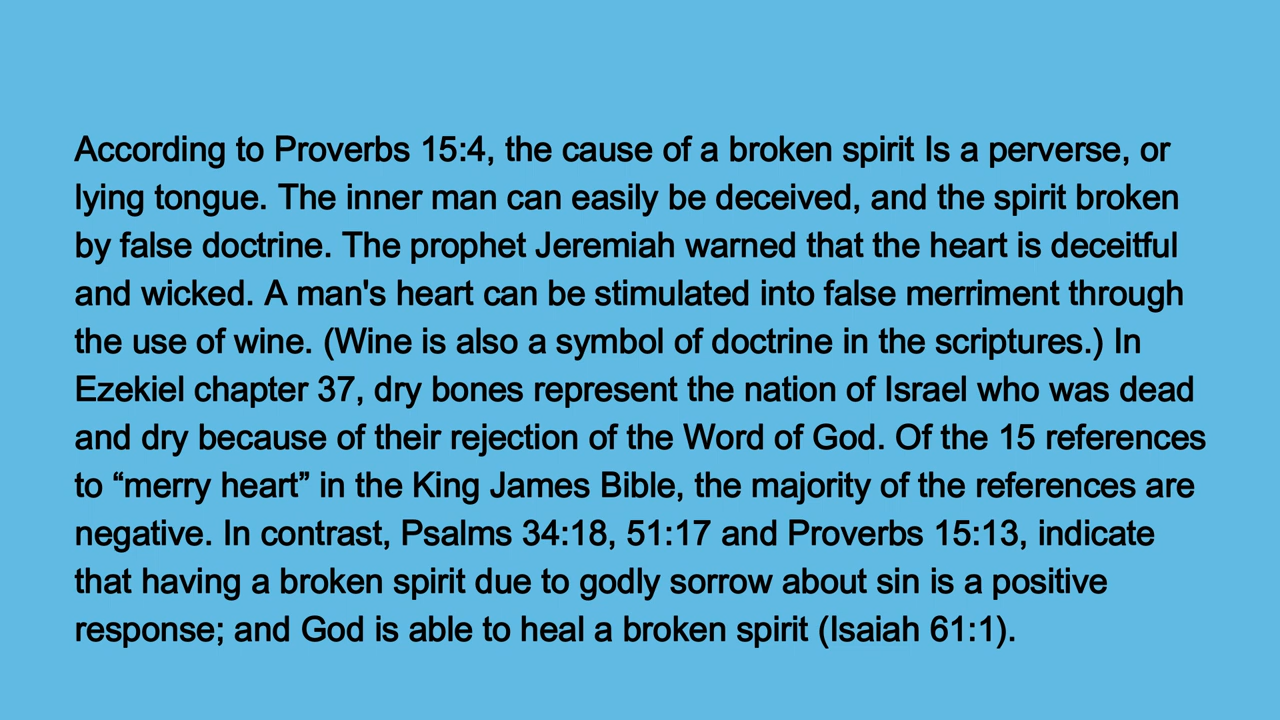 According to Proverbs 15:4, the cause of a broken spirit Is a perverse, or
lying tongue. The inner man can easily be deceived, and the spirit broken
by false doctrine. The prophet Jeremiah warned that the heart is deceitful
and wicked. A man's heart can be stimulated into false merriment through
the use of wine. (Wine is also a symbol of doctrine in the scriptures.) In
Ezekiel chapter 37, dry bones represent the nation of Israel who was dead
and dry because of their rejection of the Word of God. Of the 15 references
to “merry heart” in the King James Bible, the majority of the references are
negative. In contrast, Psalms 34:18, 51:17 and Proverbs 15:13, indicate
that having a broken spirit due to godly sorrow about sin is a positive
response; and God is able to heal a broken spirit (Isaiah 61:1).